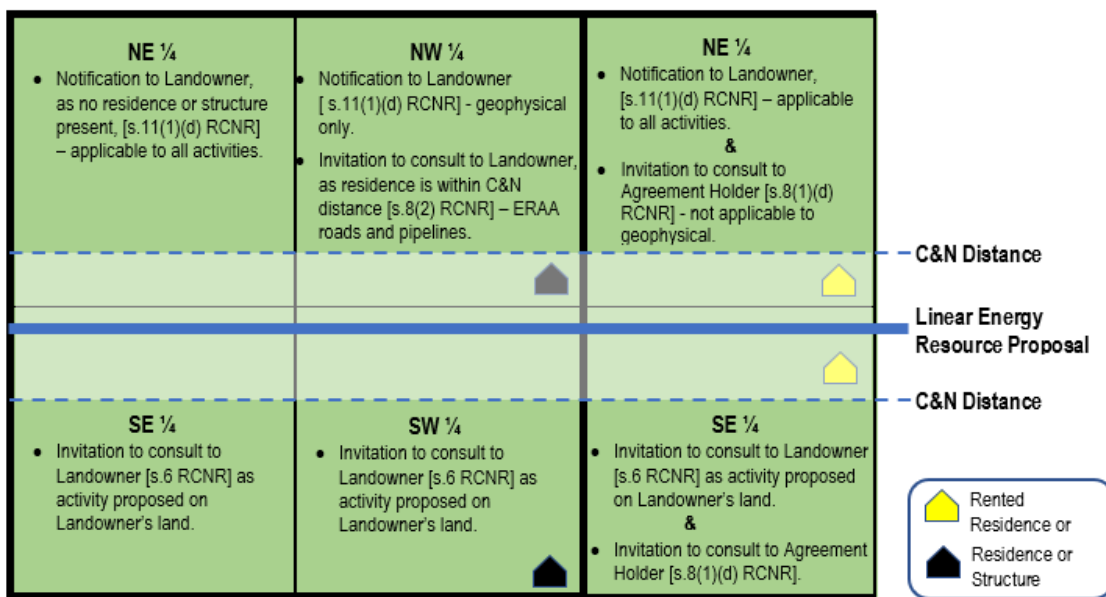 NE ¼
● Notification to Landowner,
as no residence or structure
present, [s.11(1)(d) RCNR]
– applicable to all activities.
NW ¼
● Notification to Landowner
[ s.11(1)(d) RCNR] - geophysical
only.
● Invitation to consult to Landowner,
as residence is within C&N
distance [s.8(2) RCNR] – ERAA
roads and pipelines.
NE ¼
● Notification to Landowner,
[s.11(1)(d) RCNR] – applicable
to all activities.
&
● Invitation to consult to
Agreement Holder [s.8(1)(d)
RCNR] - not applicable to
geophysical.
C&N Distance
Linear Energy
Resource Proposal
C&N Distance
SE ¼
● Invitation to consult to
Landowner [s.6 RCNR] as
activity proposed on
Landowner’s land.
SW ¼
● Invitation to consult to
Landowner [s.6 RCNR] as
activity proposed on
Landowner’s land.
SE ¼
● Invitation to consult to Landowner
[s.6 RCNR] as activity proposed
on Landowner’s land.
&
● Invitation to consult to Agreement
Holder [s.8(1)(d) RCNR].
Rented
Residence or
Residence or
Structure